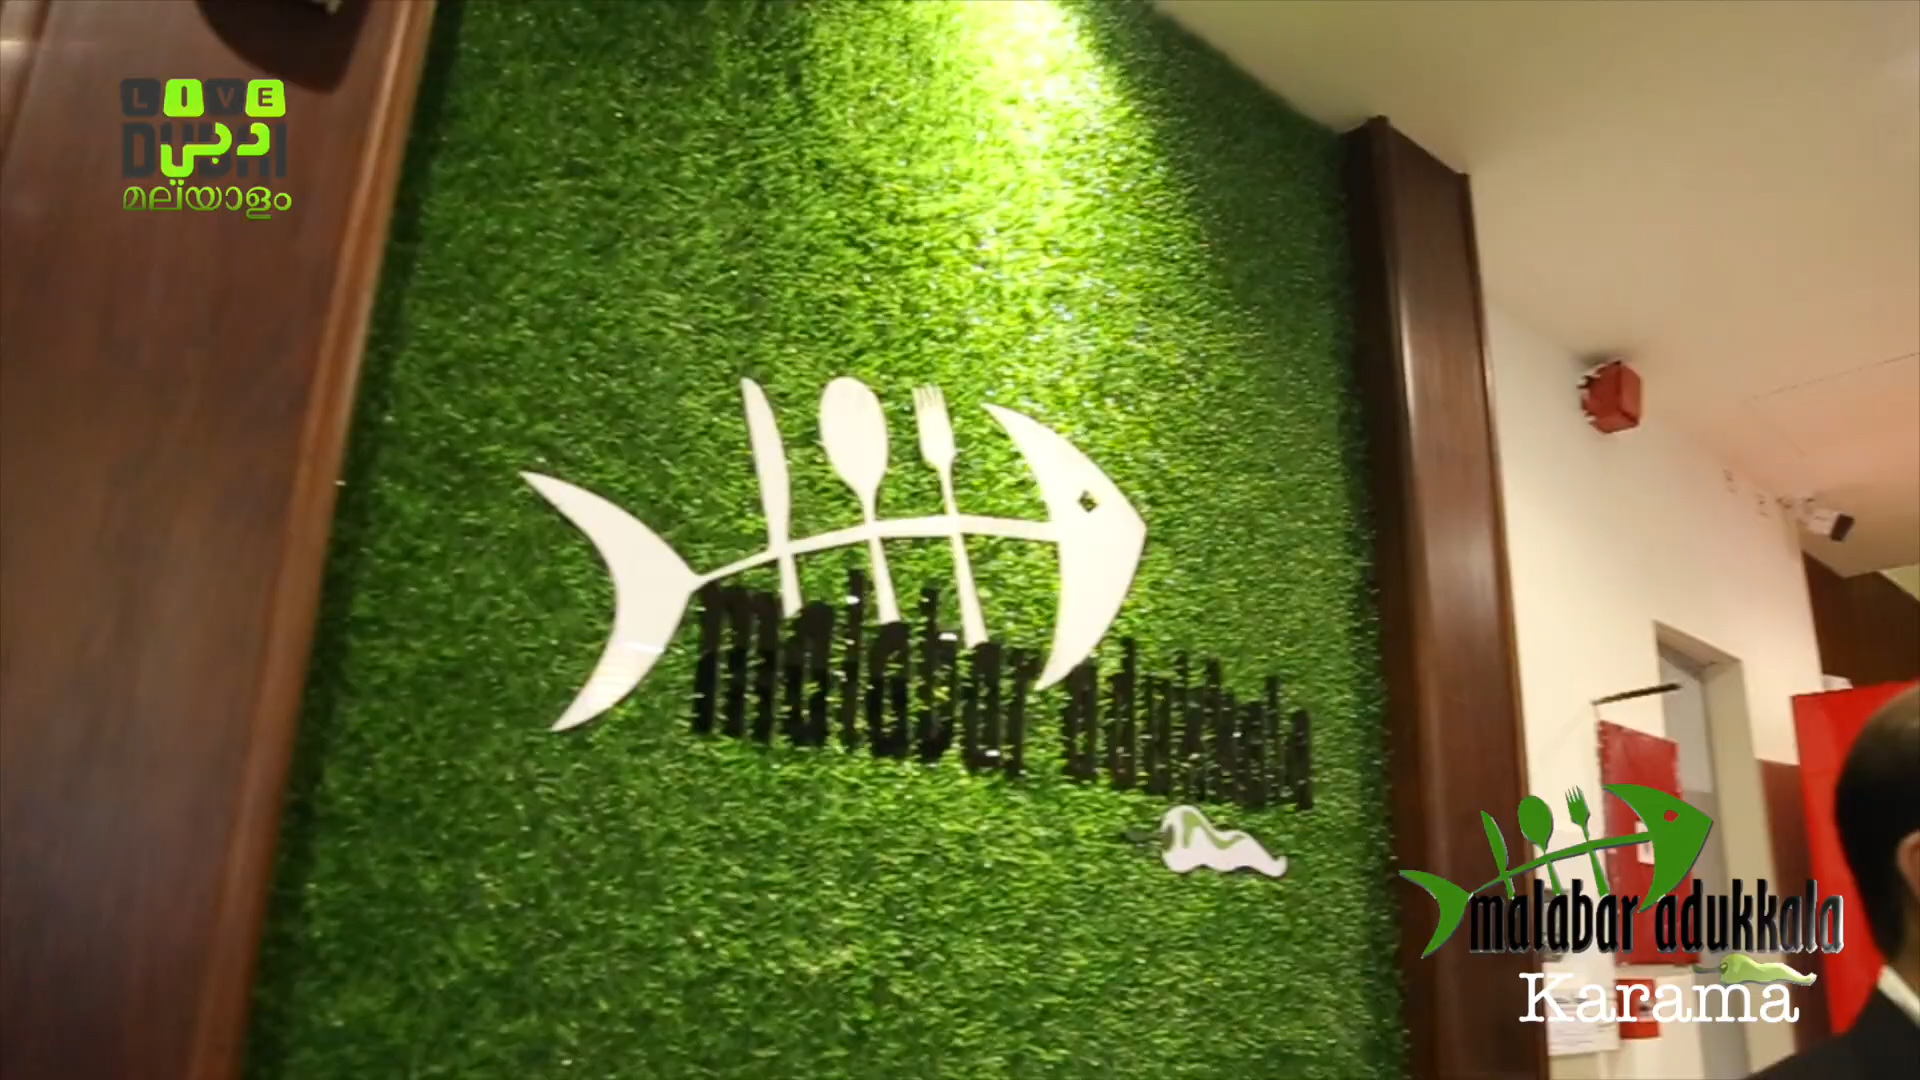 LIVE
DUBAI
دبي
മലയാളം
malabar adukkala
malabar adukkala
Karama